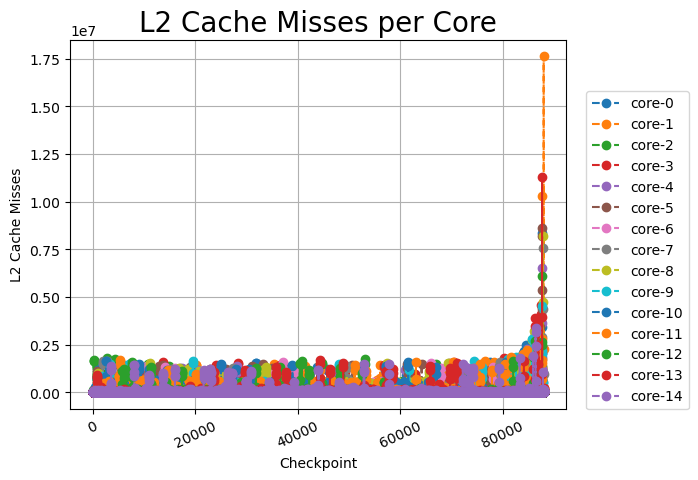 L2 Cache Misses per Core
1e7
1.75
1.50
1.25
1.00
0.75
0.50
0.25
0.00
L2 Cache Misses
0
20000
40000
60000
80000
Checkpoint
core-0
core-1
core-2
core-3
core-4
core-5
core-6
core-7
core-8
core-9
core-10
core-11
core-12
core-13
core-14